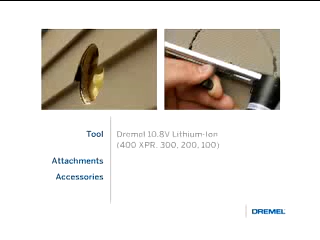 Tool
Dremel 10.8V Lithium-Ion
(400 XPR, 300, 200, 100)
Attachments
Accessories
DREMEL